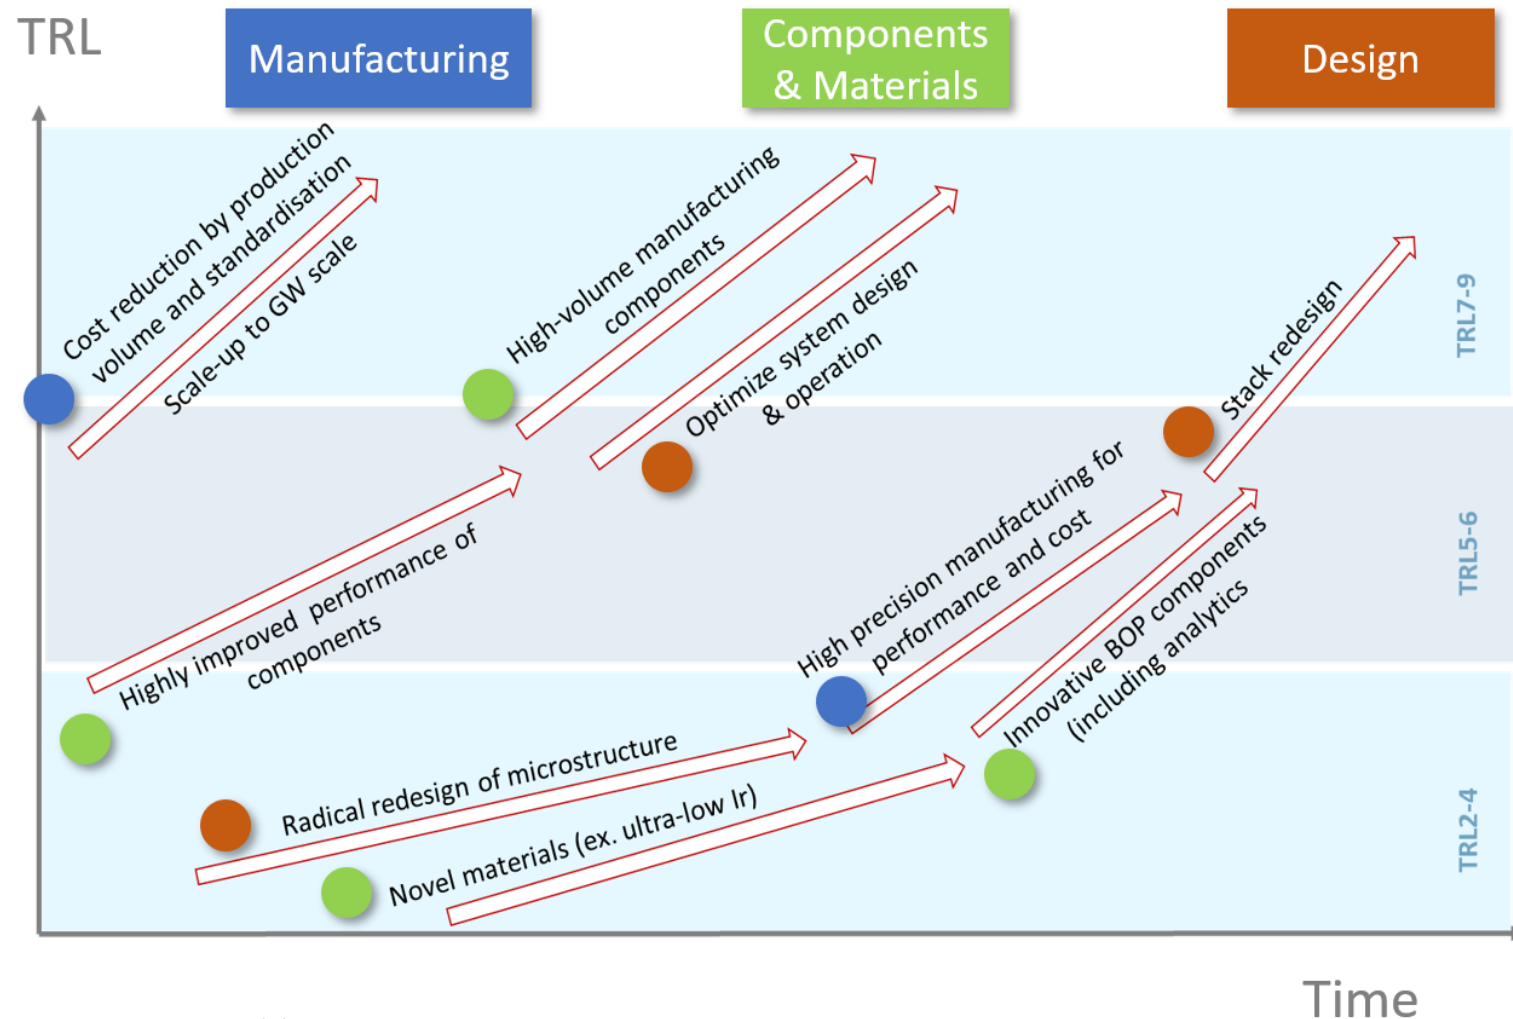 TRL
Manufacturing
Components
& Materials
Design
Cost reduction by production
volume and standardisation
Scale-up to GW scale
High-volume manufacturing
components
Optimize system design
& operation
Stack redesign
TRL7-9
Highly improved performance of
components
High precision manufacturing for
performance and cost
Innovative BOP components
(including analytics
TRL5-6
Radical redesign of microstructure
Novel materials (ex. ultra-low Ir)
TRL2-4
Time